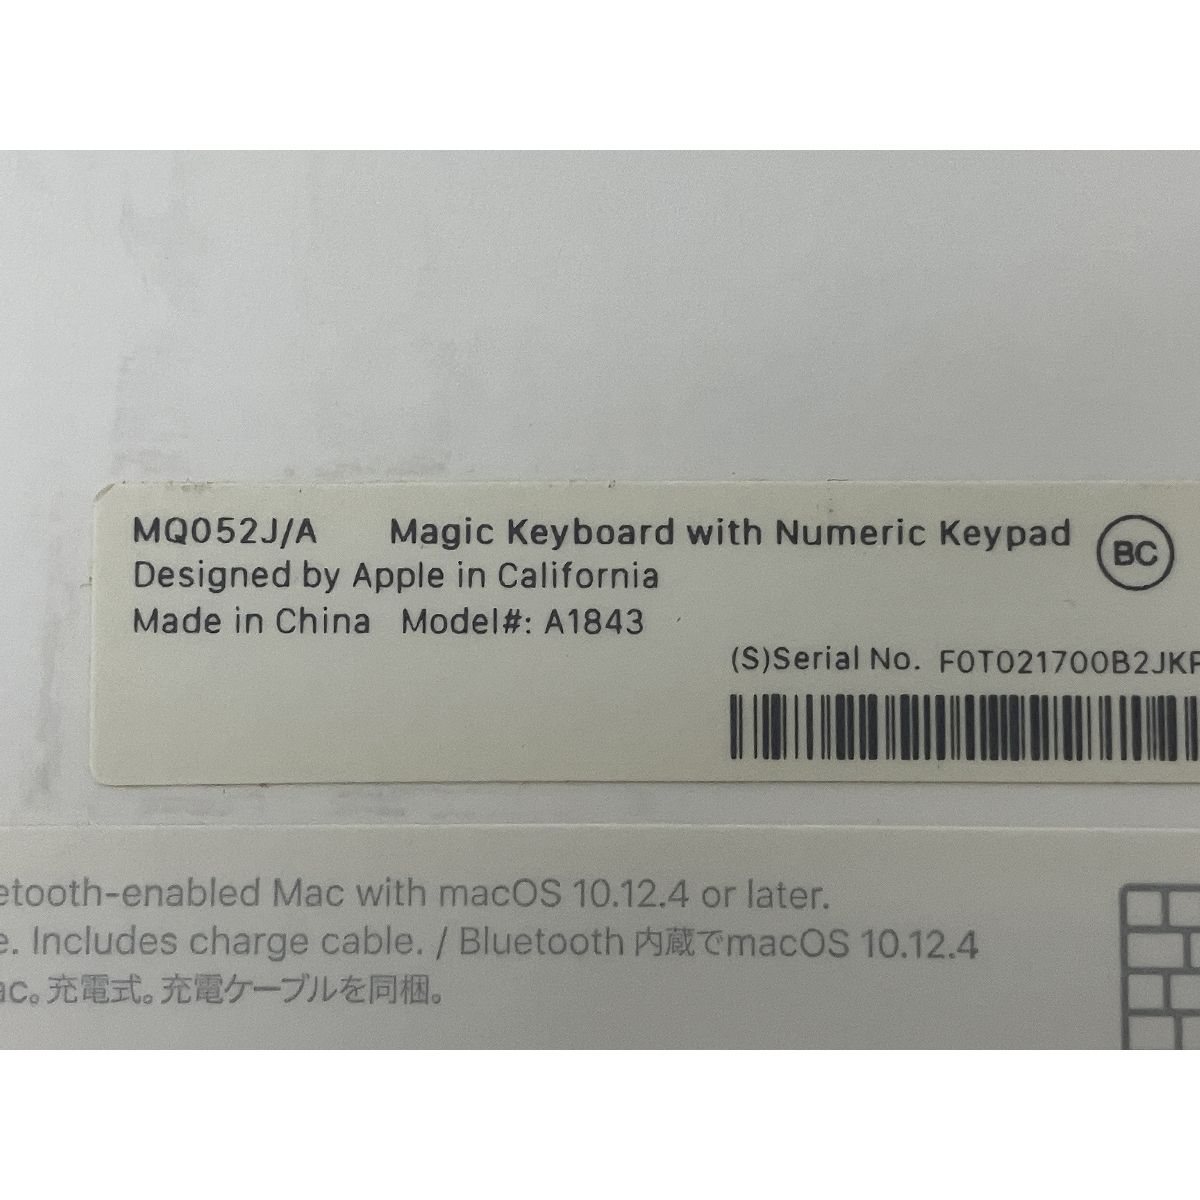 MQ052J/A Magic Keyboard with Numeric Keypad BC
Designed by Apple in California
Made in China Model#: A1843
(S)Serial No. F0T021700B2JKF
etooth-enabled Mac with macOS 10.12.4 or later.
e. Includes charge cable. / Bluetooth 内蔵でmacOS 10.12.4
ac。充電式。充電ケーブルを同梱。